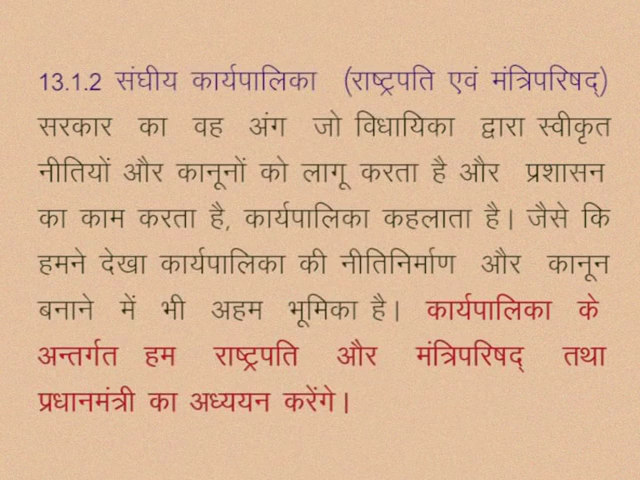 13.1.2 संघीय कार्यपालिका (राष्ट्रपति एवं मंत्रिपरिषद्)
सरकार का वह अंग जो विधायिका द्वारा स्वीकृत
नीतियों और कानूनों को लागू करता है और प्रशासन
का काम करता है, कार्यपालिका कहलाता है। जैसे कि
हमने देखा कार्यपालिका की नीतिनिर्माण और कानून
बनाने में भी अहम भूमिका है। कार्यपालिका के
अन्तर्गत हम राष्ट्रपति और मंत्रिपरिषद् तथा
प्रधानमंत्री का अध्ययन करेंगे।